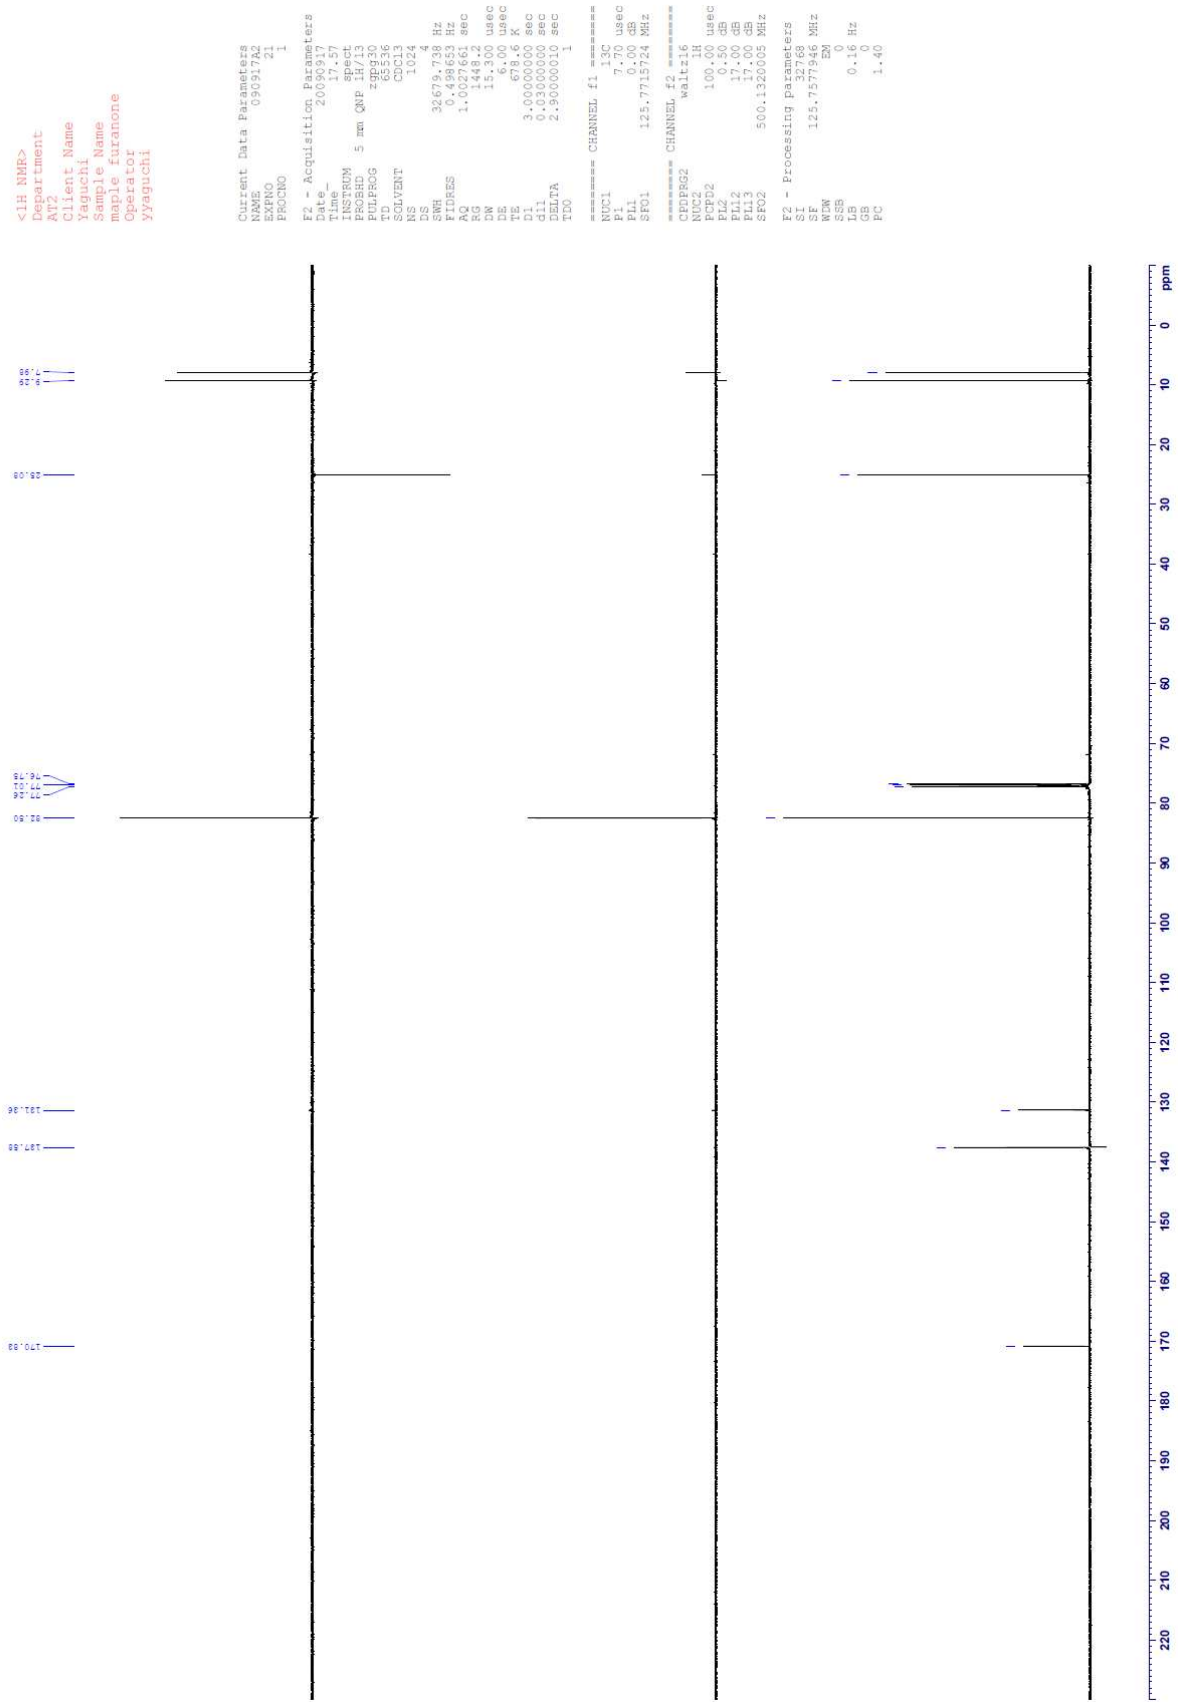 <1H NMR>
Department
AT2
Client Name
Yaguchi
Sample Name
maple furanone
Operator
yyaguchi
Current Data Parameters
NAME 090917A2
EXPNO 21
PROCNO 1
F2 - Acquisition Parameters
Date_ 20090917
Time 17.57
INSTRUM spect
PROBHD 5 mm QNP 1H/13
PULPROG zgpg30
TD 65536
SOLVENT CDCl3
NS 1024
DS 4
SWH 32679.738 Hz
FIDRES 0.498653 Hz
AQ 1.0027661 sec
RG 1448.2
DW 15.300 usec
DE 6.00 usec
TE 678.6 K
D1 3.00000000 sec
d11 0.03000000 sec
DELTA 2.90000010 sec
TD0 1
======== CHANNEL f1 ========
NUC1 13C
P1 7.70 usec
PL1 0.00 dB
SFO1 125.7715724 MHz
======== CHANNEL f2 ========
CPDPRG2 waltz16
NUC2 1H
PCPD2 100.00 usec
PL2 0.50 dB
PL12 17.00 dB
PL13 17.00 dB
SFO2 500.1320005 MHz
F2 - Processing parameters
SI 32768
SF 125.7577946 MHz
WDW EM
SSB 0
LB 0.16 Hz
GB 0
PC 1.40
170.83
131.36
82.50
77.26
77.01
76.75
25.08
9.29
7.98
220 210 200 190 180 170 160 150 140 130 120 110 100 90 80 70 60 50 40 30 20 10 0 ppm